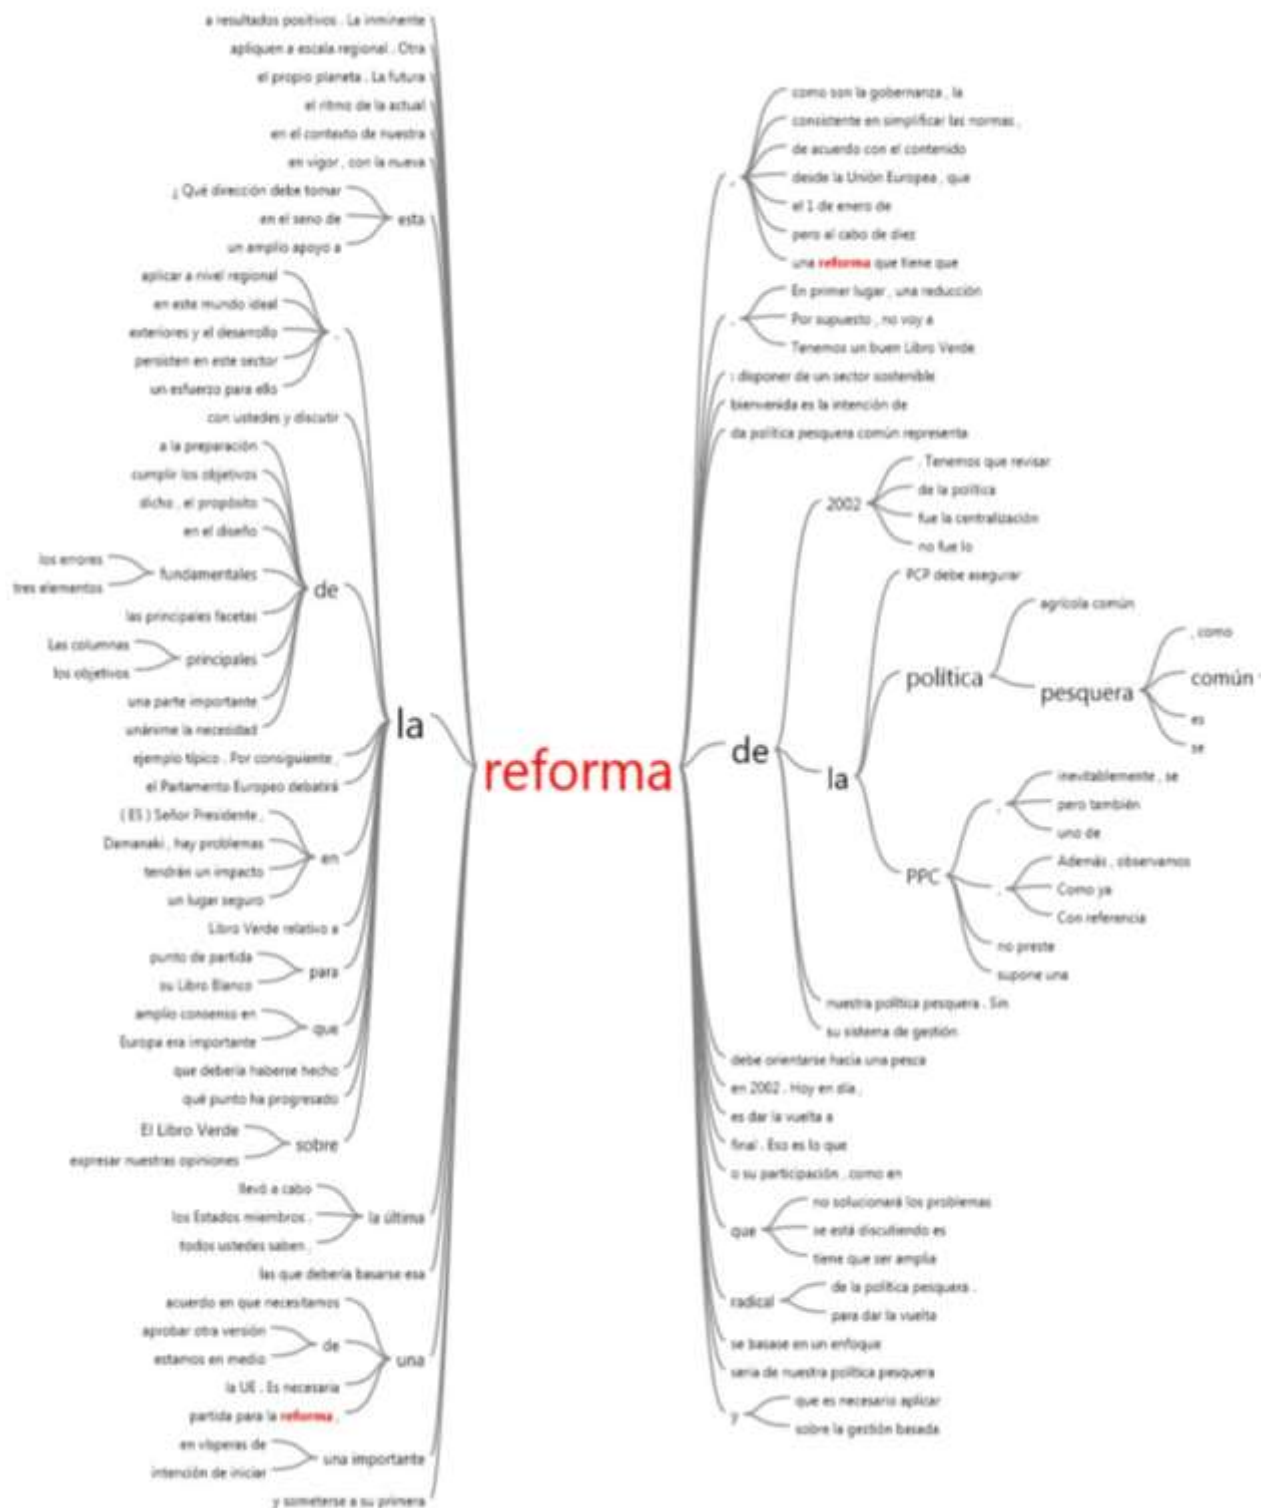 a resultados positivos . La inminente
apliquen a escala regional . Otra
el propio planeta . La futura
el ritmo de la actual
en el contexto de nuestra
en vigor , con la nueva
¿ Qué dirección debe tomar
en el seno de
un amplio apoyo a
esta
aplicar a nivel regional
en este mundo ideal
exteriores y el desarrollo
persisten en este sector
un esfuerzo para ello
,
con ustedes y discutir
a la preparación
cumplir los objetivos
dicho , el propósito
en el diseño
los errores
tres elementos
fundamentales
las principales facetas
Las columnas
los objetivos
principales
una parte importante
unánime la necesidad
de
ejemplo típico . Por consiguiente ,
el Parlamento Europeo debatirá
( ES ) Señor Presidente ,
Damanaki , hay problemas
tendrán un impacto
un lugar seguro
en
Libro Verde relativo a
punto de partida
su Libro Blanco
para
amplio consenso en
Europa era importante
que
que debería haberse hecho
qué punto ha progresado
El Libro Verde
expresar nuestras opiniones
sobre
la
llevó a cabo
los Estados miembros .
todos ustedes saben ,
la última
las que debería basarse esa
acuerdo en que necesitamos
aprobar otra versión
estamos en medio
de
la UE . Es necesaria
partida para la reforma ,
una
en vísperas de
intención de iniciar
una importante
y someterse a su primera
reforma
,
como son la gobernanza , la
consistente en simplificar las normas ,
de acuerdo con el contenido
desde la Unión Europea , que
el 1 de enero de
pero al cabo de diez
una reforma que tiene que
.
En primer lugar , una reducción
Por supuesto , no voy a
Tenemos un buen Libro Verde
: disponer de un sector sostenible
bienvenida es la intención de
da política pesquera común representa
de
2002
. Tenemos que revisar
de la política
fue la centralización
no fue lo
la
PCP debe asegurar
política
agrícola común
pesquera
, como
común
es
se
PPC
,
inevitablemente , se
pero también
uno de
.
Además , observamos
Como ya
Con referencia
no preste
supone una
nuestra política pesquera . Sin
su sistema de gestión
debe orientarse hacia una pesca
en 2002 . Hoy en día ,
es dar la vuelta a
final . Eso es lo que
o su participación , como en
que
no solucionará los problemas
se está discutiendo es
tiene que ser amplia
radical
de la política pesquera .
para dar la vuelta
se basase en un enfoque
seria de nuestra política pesquera
y
que es necesario aplicar
sobre la gestión basada